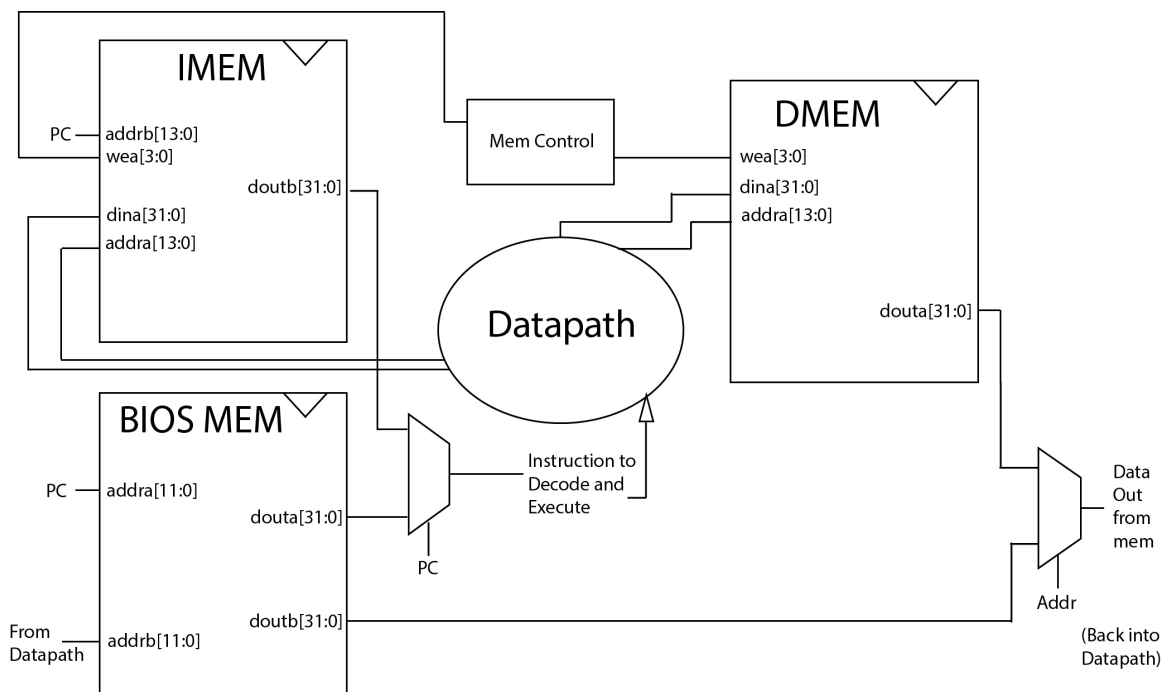 IMEM
PC
addrb[13:0]
wea[3:0]
doutb[31:0]
dina[31:0]
addra[13:0]
Mem Control
DMEM
wea[3:0]
dina[31:0]
addra[13:0]
douta[31:0]
Datapath
BIOS MEM
PC
addra[11:0]
douta[31:0]
From
Datapath
addrb[11:0]
doutb[31:0]
PC
Instruction to
Decode and
Execute
Data
Out
from
mem
Addr
(Back into
Datapath)